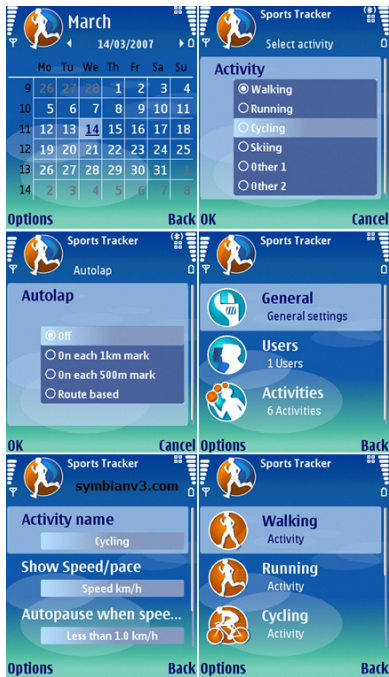 March
14/03/2007
Mo Tu We Th Fr Sa Su
9 26 27 28 1 2 3 4
10 5 6 7 8 9 10 11
11 12 13 14 15 16 17 18
12 19 20 21 22 23 24 25
13 26 27 28 29 30 31 1
14 2 3 4 5 6 7 8
Options Back
Sports Tracker
Select activity
Activity
Walking
Running
Cycling
Skiing
Other 1
Other 2
OK Cancel
Sports Tracker
Autolap
Autolap
Off
On each 1km mark
On each 500m mark
Route based
OK Cancel
Sports Tracker
General
General settings
Users
1 Users
Activities
6 Activities
Options Back
Sports Tracker
symbianv3.com
Activity name
Cycling
Show Speed/pace
Speed km/h
Autopause when spee...
Less than 1.0 km/h
Options Back
Sports Tracker
Walking
Activity
Running
Activity
Cycling
Activity
Options Back